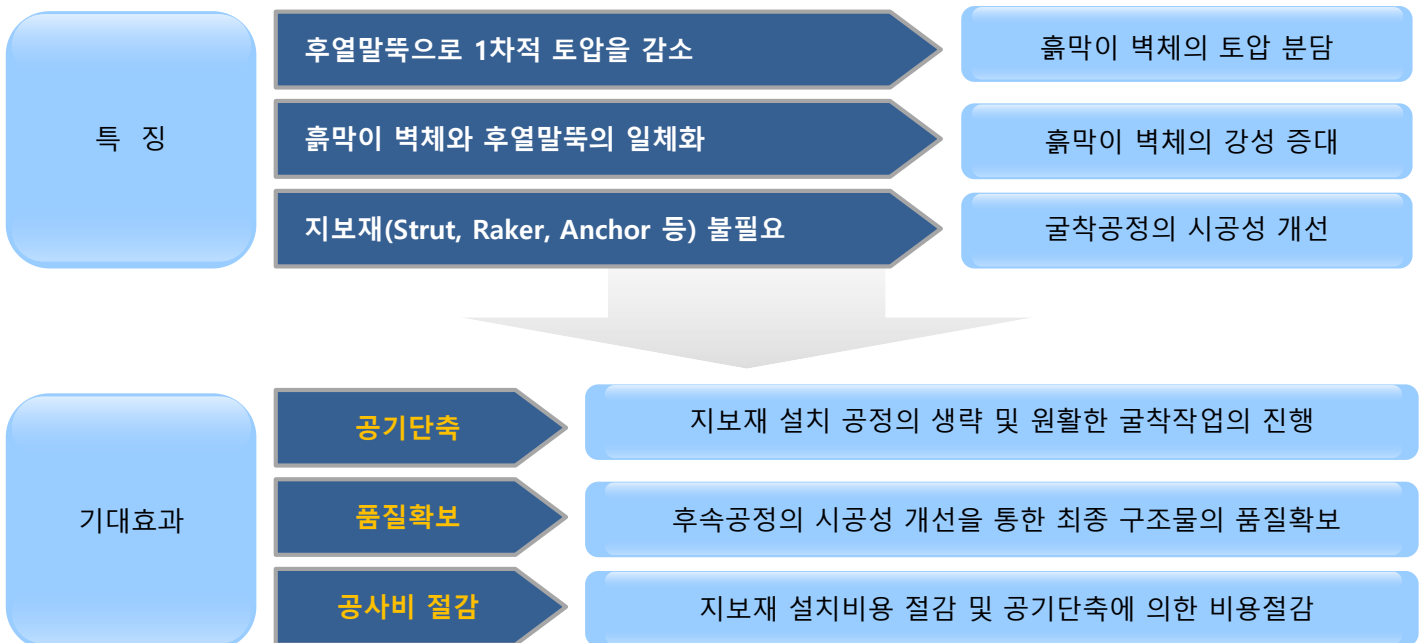 특 징
후열말뚝으로 1차적 토압을 감소
흙막이 벽체의 토압 분담
흙막이 벽체와 후열말뚝의 일체화
흙막이 벽체의 강성 증대
지보재(Strut, Raker, Anchor 등) 불필요
굴착공정의 시공성 개선
기대효과
공기단축
지보재 설치 공정의 생략 및 원활한 굴착작업의 진행
품질확보
후속공정의 시공성 개선을 통한 최종 구조물의 품질확보
공사비 절감
지보재 설치비용 절감 및 공기단축에 의한 비용절감